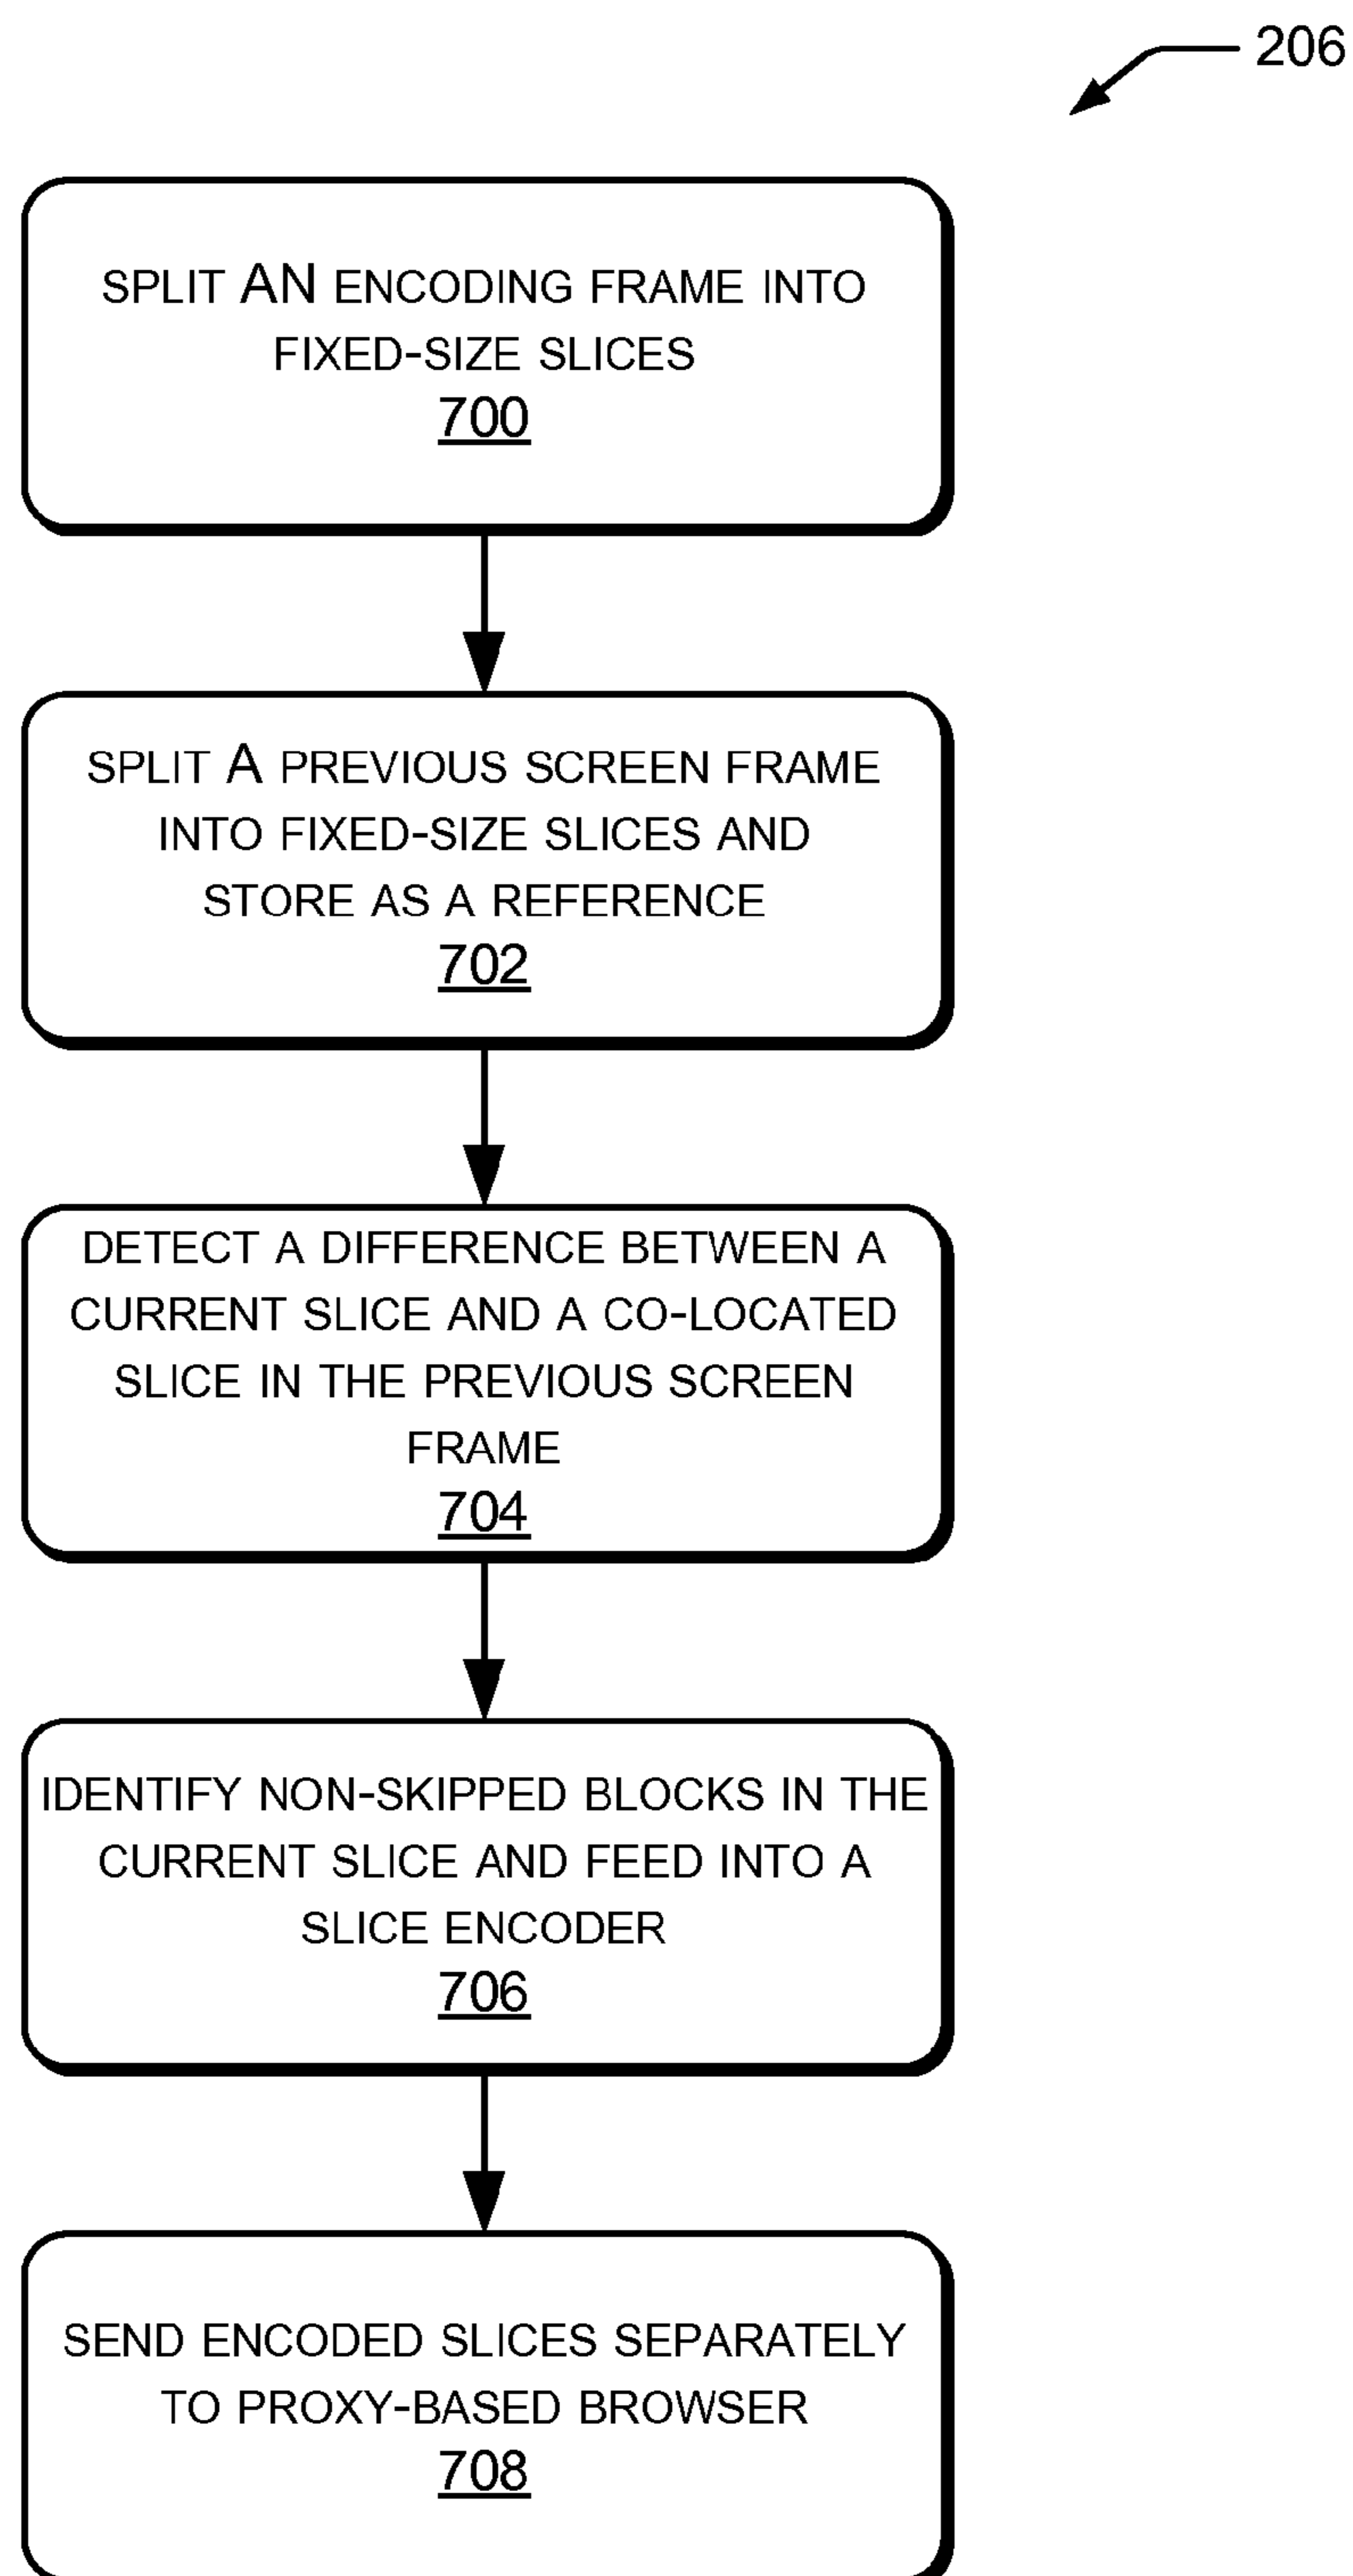 206
SPLIT AN ENCODING FRAME INTO
FIXED-SIZE SLICES
700
SPLIT A PREVIOUS SCREEN FRAME
INTO FIXED-SIZE SLICES AND
STORE AS A REFERENCE
702
DETECT A DIFFERENCE BETWEEN A
CURRENT SLICE AND A CO-LOCATED
SLICE IN THE PREVIOUS SCREEN
FRAME
704
IDENTIFY NON-SKIPPED BLOCKS IN THE
CURRENT SLICE AND FEED INTO A
SLICE ENCODER
706
SEND ENCODED SLICES SEPARATELY
TO PROXY-BASED BROWSER
708